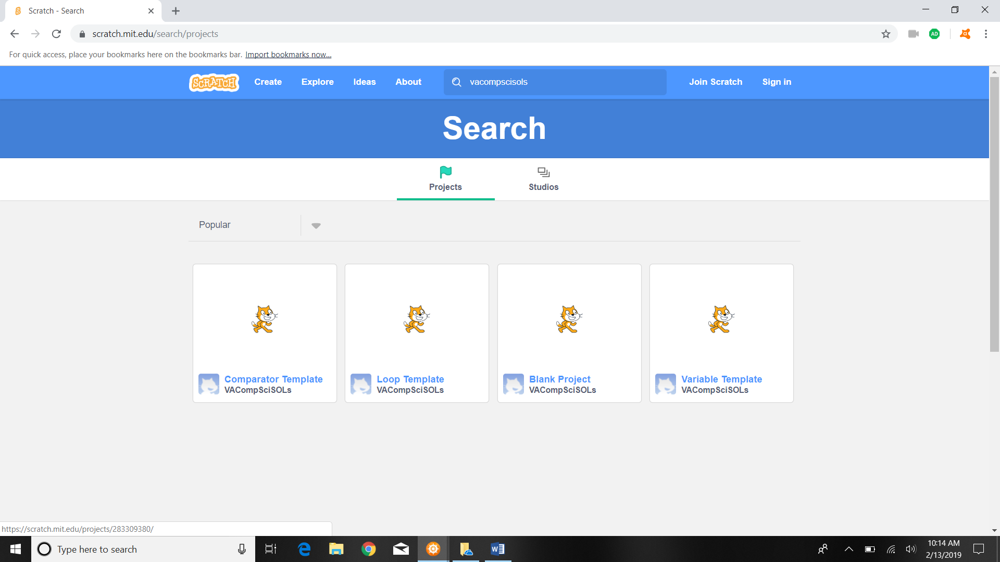 Scratch - Search
scratch.mit.edu/search/projects
AD
For quick access, place your bookmarks here on the bookmarks bar. Import bookmarks now...
SCRATCH Create Explore Ideas About vacompscisols Join Scratch Sign in
Search
Projects Studios
Popular
Comparator Template Loop Template Blank Project Variable Template
VACompSciSOLs VACompSciSOLs VACompSciSOLs VACompSciSOLs
https://scratch.mit.edu/projects/283309380/
Type here to search
10:14 AM
2/13/2019